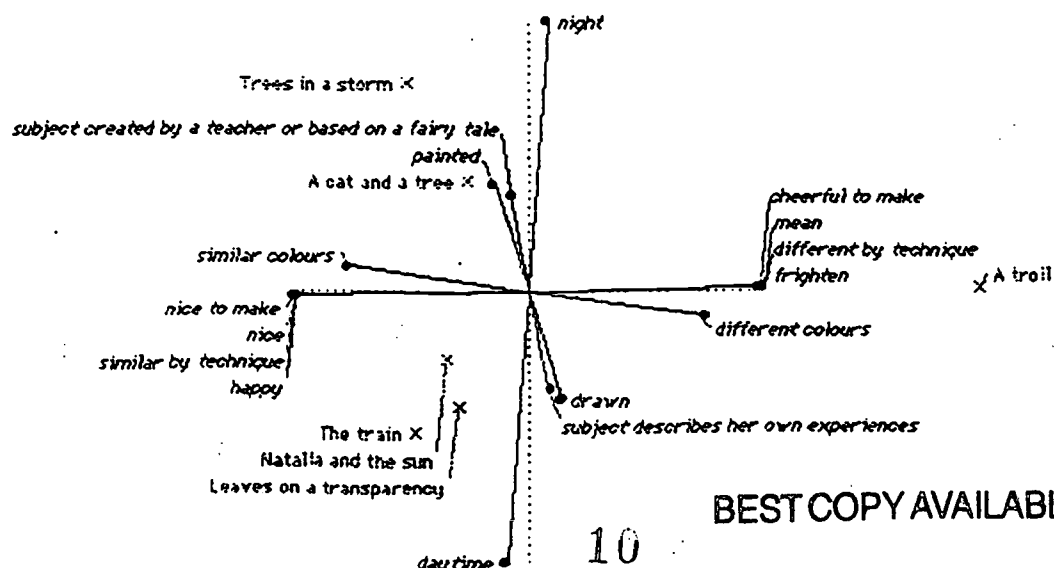 night
Trees in a storm ×
subject created by a teacher or based on a fairy tale
painted
A cat and a tree ×
cheerful to make
mean
different by technique
frighten
× A troll
similar colours
nice to make
nice
similar by technique
happy
different colours
drawn
subject describes her own experiences
The train ×
Natalia and the sun
Leaves on a transparency
BEST COPY AVAILABL
10
daytime